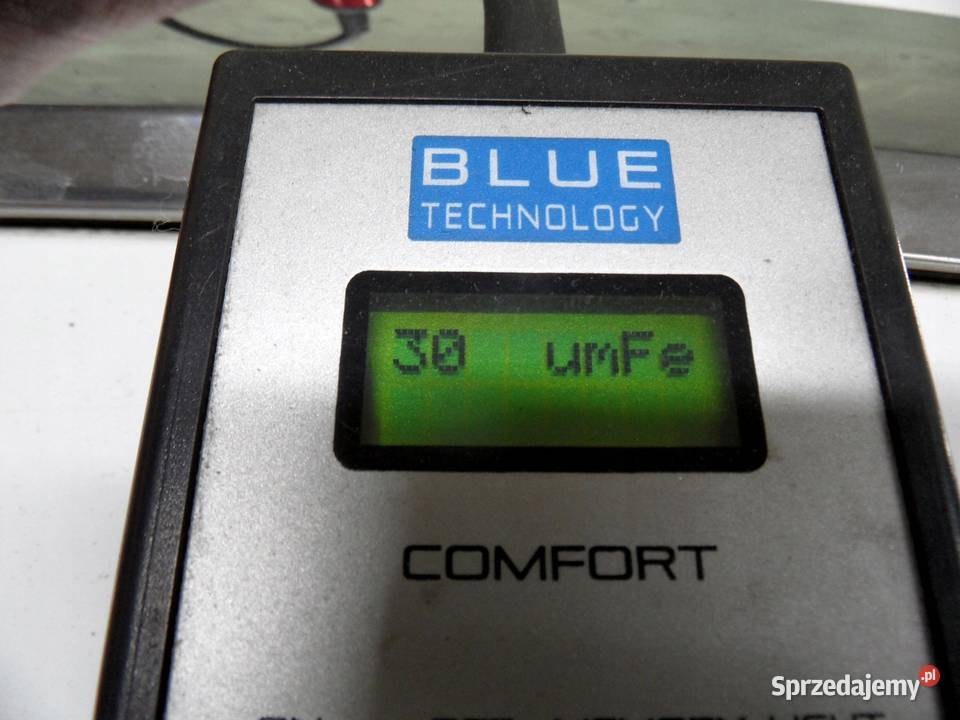 BLUE
TECHNOLOGY
30 umFe
COMFORT
Sprzedajemy.pl